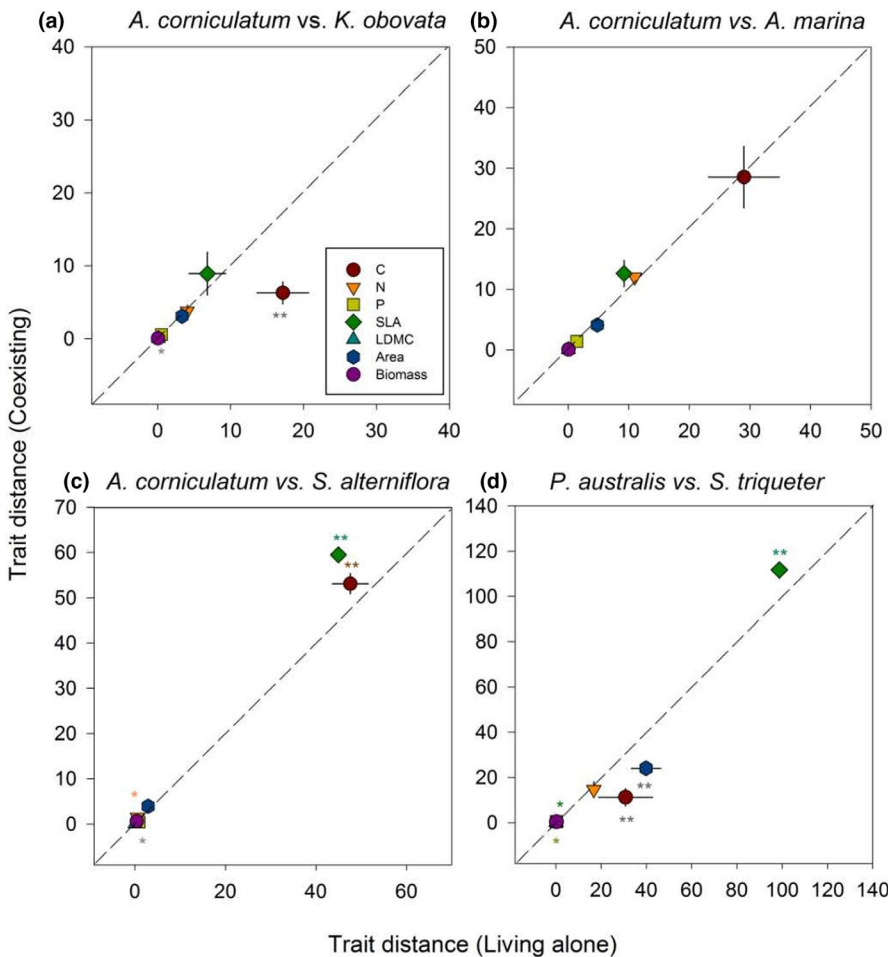 (a) A. corniculatum vs. K. obovata
(b) A. corniculatum vs. A. marina
40
30
20
10
0
0 10 20 30 40
C
N
P
SLA
LDMC
Area
Biomass
**
*
50
40
30
20
10
0
0 10 20 30 40 50
(c) A. corniculatum vs. S. alterniflora
(d) P. australis vs. S. triqueter
70
60
50
40
30
20
10
0
0 20 40 60
**
**
*
*
140
120
100
80
60
40
20
0
0 20 40 60 80 100 120 140
**
**
**
*
*
Trait distance (Coexisting)
Trait distance (Living alone)